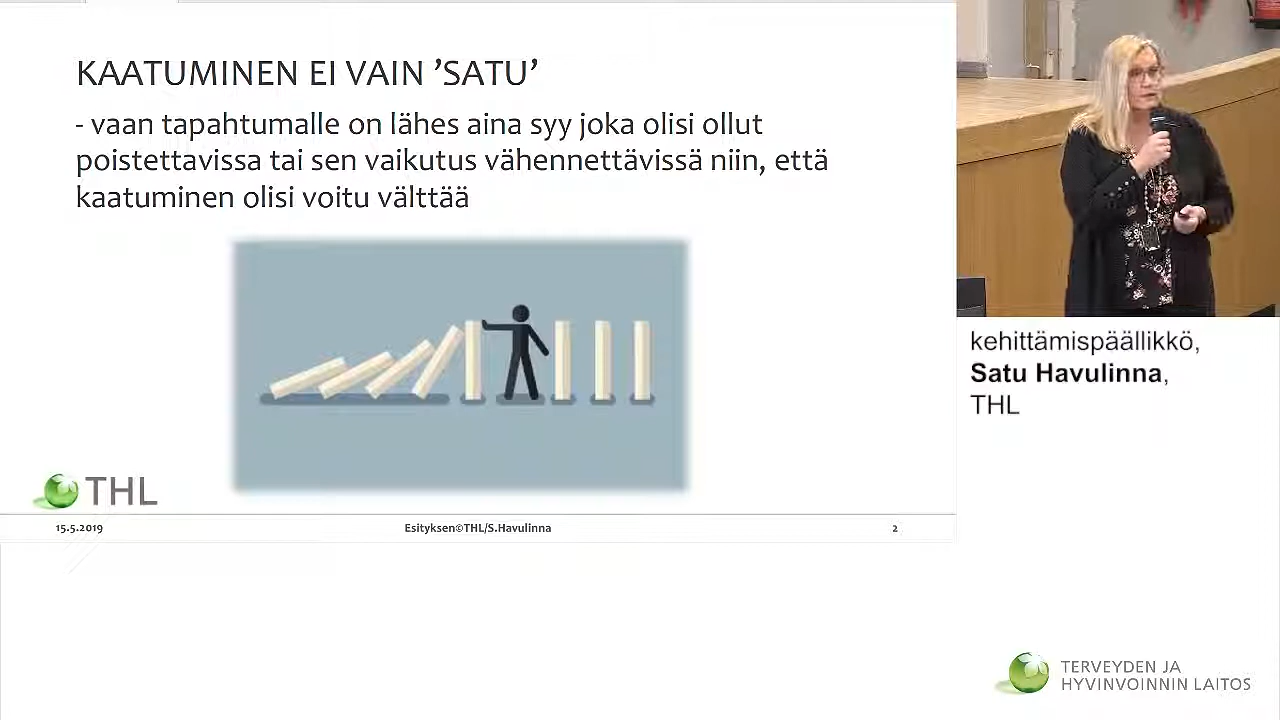 KAATUMINEN EI VAIN ’SATU’
- vaan tapahtumalle on lähes aina syy joka olisi ollut
poistettavissa tai sen vaikutus vähennettävissä niin, että
kaatuminen olisi voitu välttää
THL
15.5.2019
Esityksen©THL/S.Havulinna
2
kehittämispäällikkö,
Satu Havulinna,
THL
TERVEYDEN JA
HYVINVOINNIN LAITOS